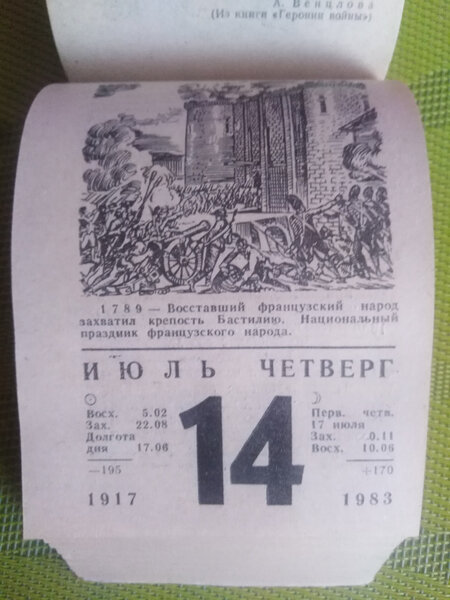 А. Венцлова
(Из книги «Героини войны»)
1789 — Восставший французский народ
захватил крепость Бастилию. Национальный
праздник французского народа.
ИЮЛЬ ЧЕТВЕРГ
Восх. 5.02
Зах. 22.08
Долгота
дня 17.06
—195
1917
14
Перв. четв.
17 июля
Зах. 0.11
Восх. 10.06
+170
1983